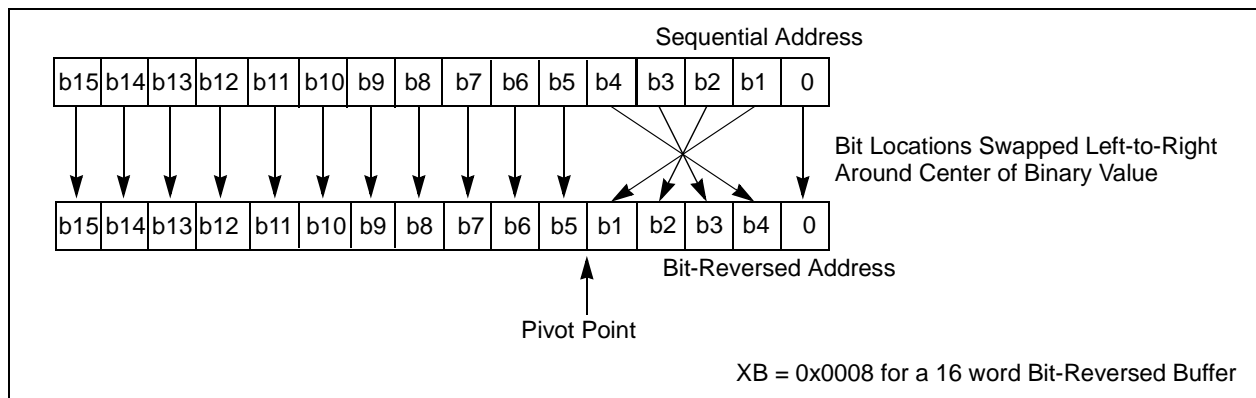 Sequential Address
b15 b14 b13 b12 b11 b10 b9 b8 b7 b6 b5 b4 b3 b2 b1 0
Bit Locations Swapped Left-to-Right
Around Center of Binary Value
b15 b14 b13 b12 b11 b10 b9 b8 b7 b6 b5 b1 b2 b3 b4 0
Bit-Reversed Address
Pivot Point
XB = 0x0008 for a 16 word Bit-Reversed Buffer